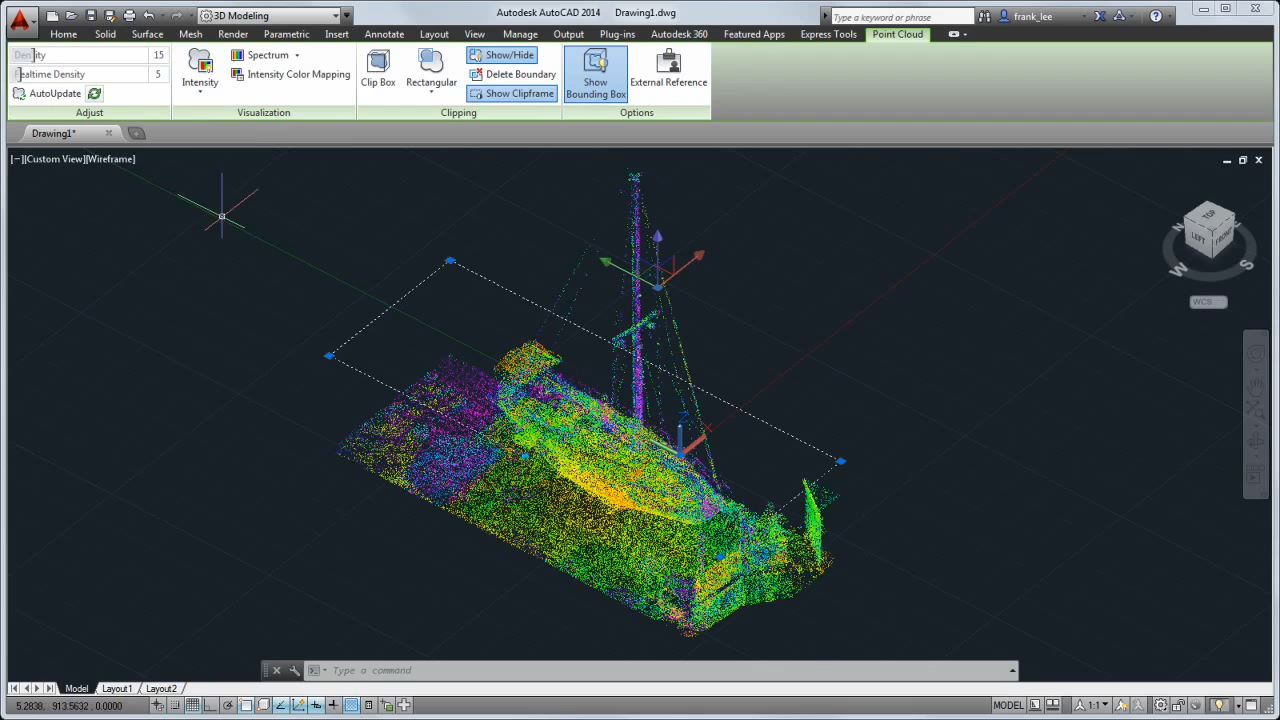 3D Modeling
Autodesk AutoCAD 2014 Drawing1.dwg
Type a keyword or phrase
frank_lee
Home Solid Surface Mesh Render Parametric Insert Annotate Layout View Manage Output Autodesk 360 Featured Apps Express Tools Point Cloud
Density 15
Realtime Density 5
AutoUpdate
Adjust
Intensity
Spectrum
Intensity Color Mapping
Visualization
Clip Box
Rectangular
Show/Hide
Delete Boundary
Show Clipframe
Clipping
Show
Bounding Box
External Reference
Options
Drawing1*
[−][Custom View][Wireframe]
TOP
LEFT
FRONT
N
W
S
WCS
Z
X
Type a command
Model Layout1 Layout2
5.2838, 913.5632, 0.0000
MODEL
1:1